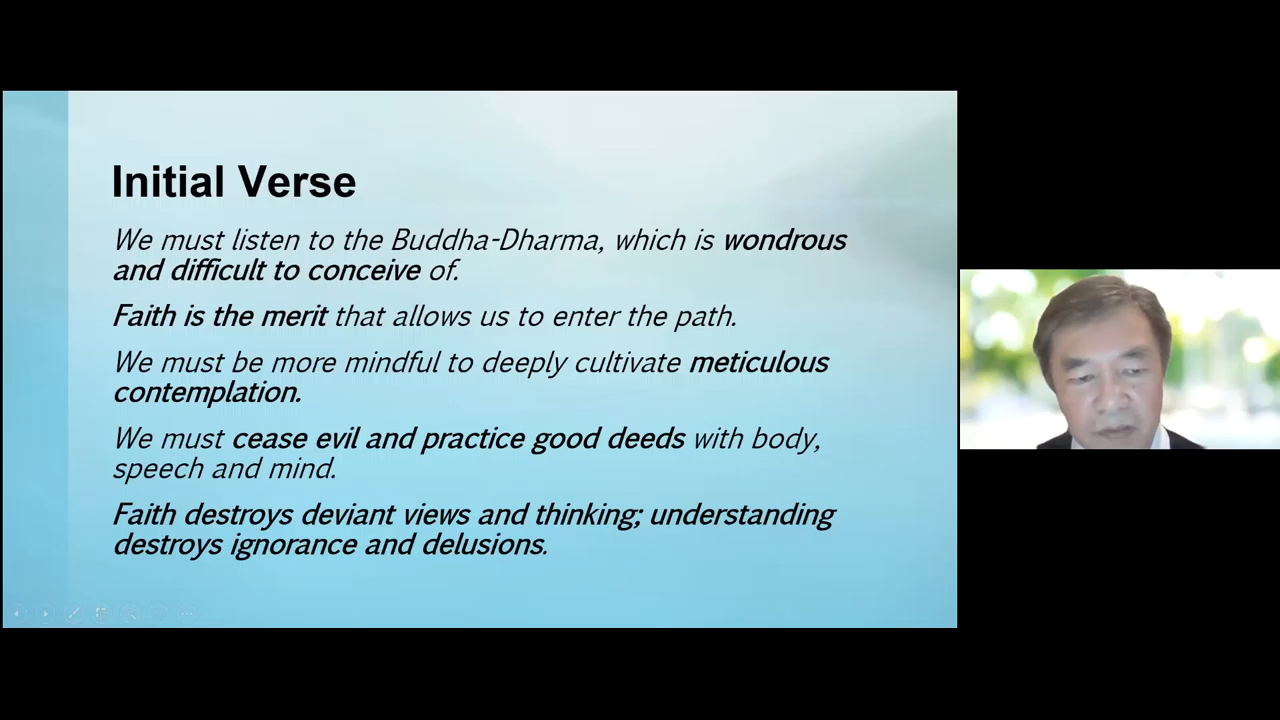 Initial Verse
We must listen to the Buddha-Dharma, which is wondrous
and difficult to conceive of.
Faith is the merit that allows us to enter the path.
We must be more mindful to deeply cultivate meticulous
contemplation.
We must cease evil and practice good deeds with body,
speech and mind.
Faith destroys deviant views and thinking; understanding
destroys ignorance and delusions.